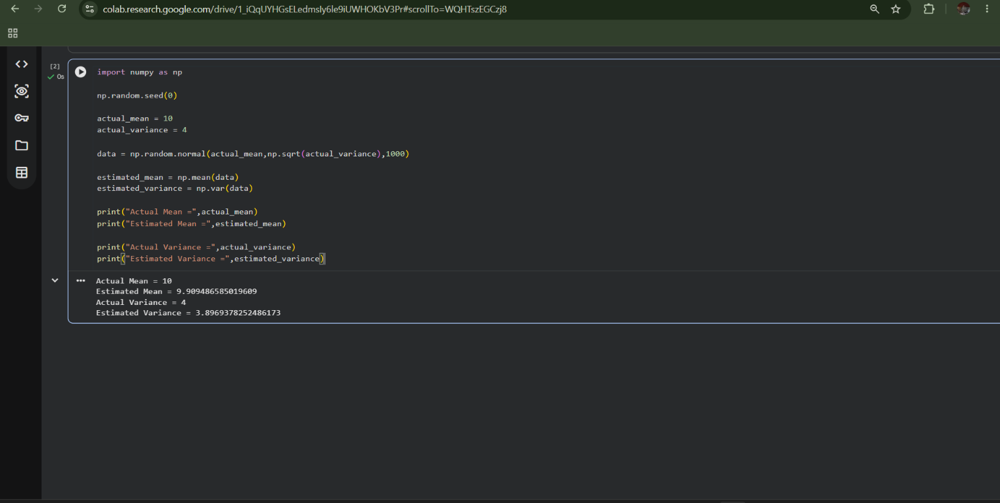 colab.research.google.com/drive/1_iQqUYHGsELedmsIy6le9iUWHOKbV3Pr#scrollTo=WQHTszEGCzj8
[2]
0s
import numpy as np
np.random.seed(0)
actual_mean = 10
actual_variance = 4
data = np.random.normal(actual_mean,np.sqrt(actual_variance),1000)
estimated_mean = np.mean(data)
estimated_variance = np.var(data)
print("Actual Mean =",actual_mean)
print("Estimated Mean =",estimated_mean)
print("Actual Variance =",actual_variance)
print("Estimated Variance =",estimated_variance)
Actual Mean = 10
Estimated Mean = 9.909486585019609
Actual Variance = 4
Estimated Variance = 3.8969378252486173